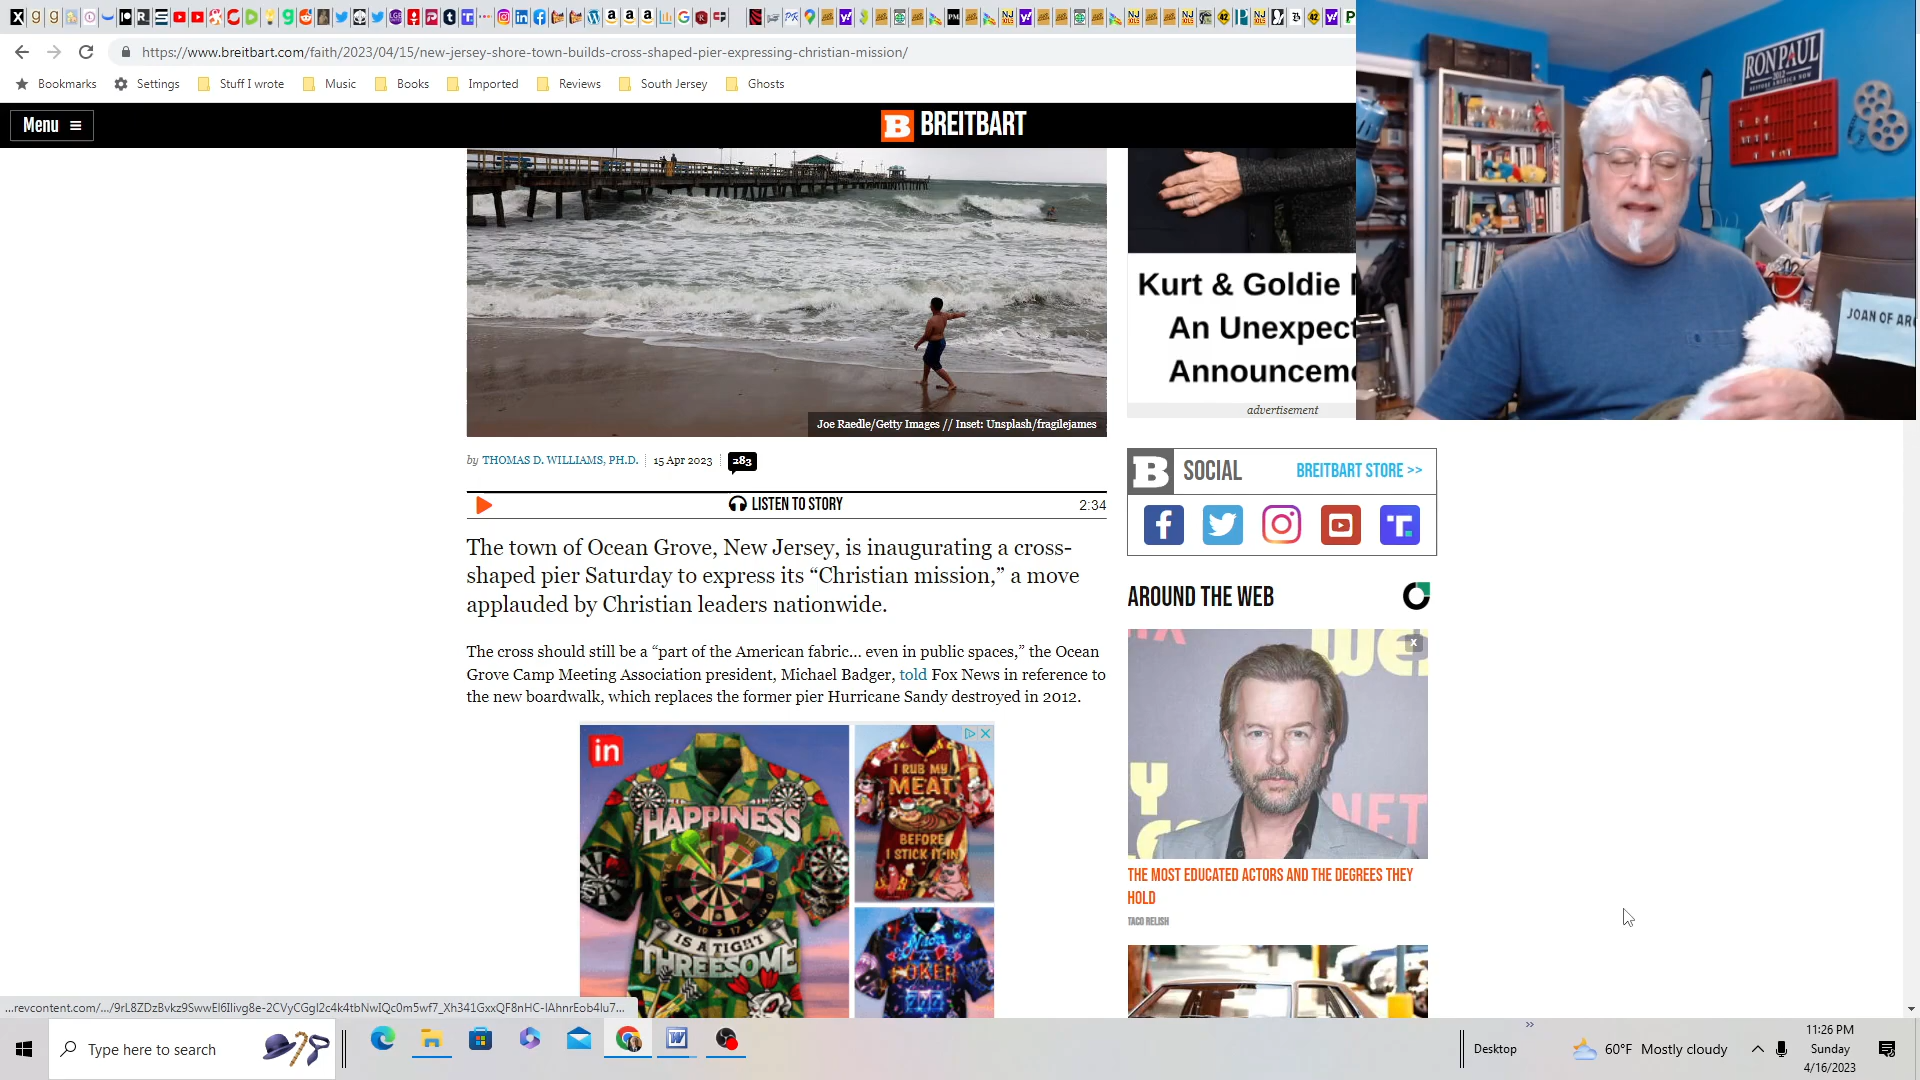 https://www.breitbart.com/faith/2023/04/15/new-jersey-shore-town-builds-cross-shaped-pier-expressing-christian-mission/
Bookmarks Settings Stuff I wrote Music Books Imported Reviews South Jersey Ghosts
Menu
BREITBART
RON PAUL
2012
JOAN OF AR
Kurt & Goldie
An Unexpect
Announceme
advertisement
Joe Raedle/Getty Images // Inset: Unsplash/fragilejames
by THOMAS D. WILLIAMS, PH.D. 15 Apr 2023 283
LISTEN TO STORY 2:34
The town of Ocean Grove, New Jersey, is inaugurating a cross-
shaped pier Saturday to express its “Christian mission,” a move
applauded by Christian leaders nationwide.
The cross should still be a “part of the American fabric... even in public spaces,” the Ocean
Grove Camp Meeting Association president, Michael Badger, told Fox News in reference to
the new boardwalk, which replaces the former pier Hurricane Sandy destroyed in 2012.
in
HAPPINESS
IS A TIGHT
THREESOME
I RUB MY
MEAT
BEFORE
I STICK IT IN
POKER
B SOCIAL BREITBART STORE >>
AROUND THE WEB
NET
THE MOST EDUCATED ACTORS AND THE DEGREES THEY
HOLD
TACO RELISH
Type here to search
Desktop
60°F Mostly cloudy
11:26 PM
Sunday
4/16/2023